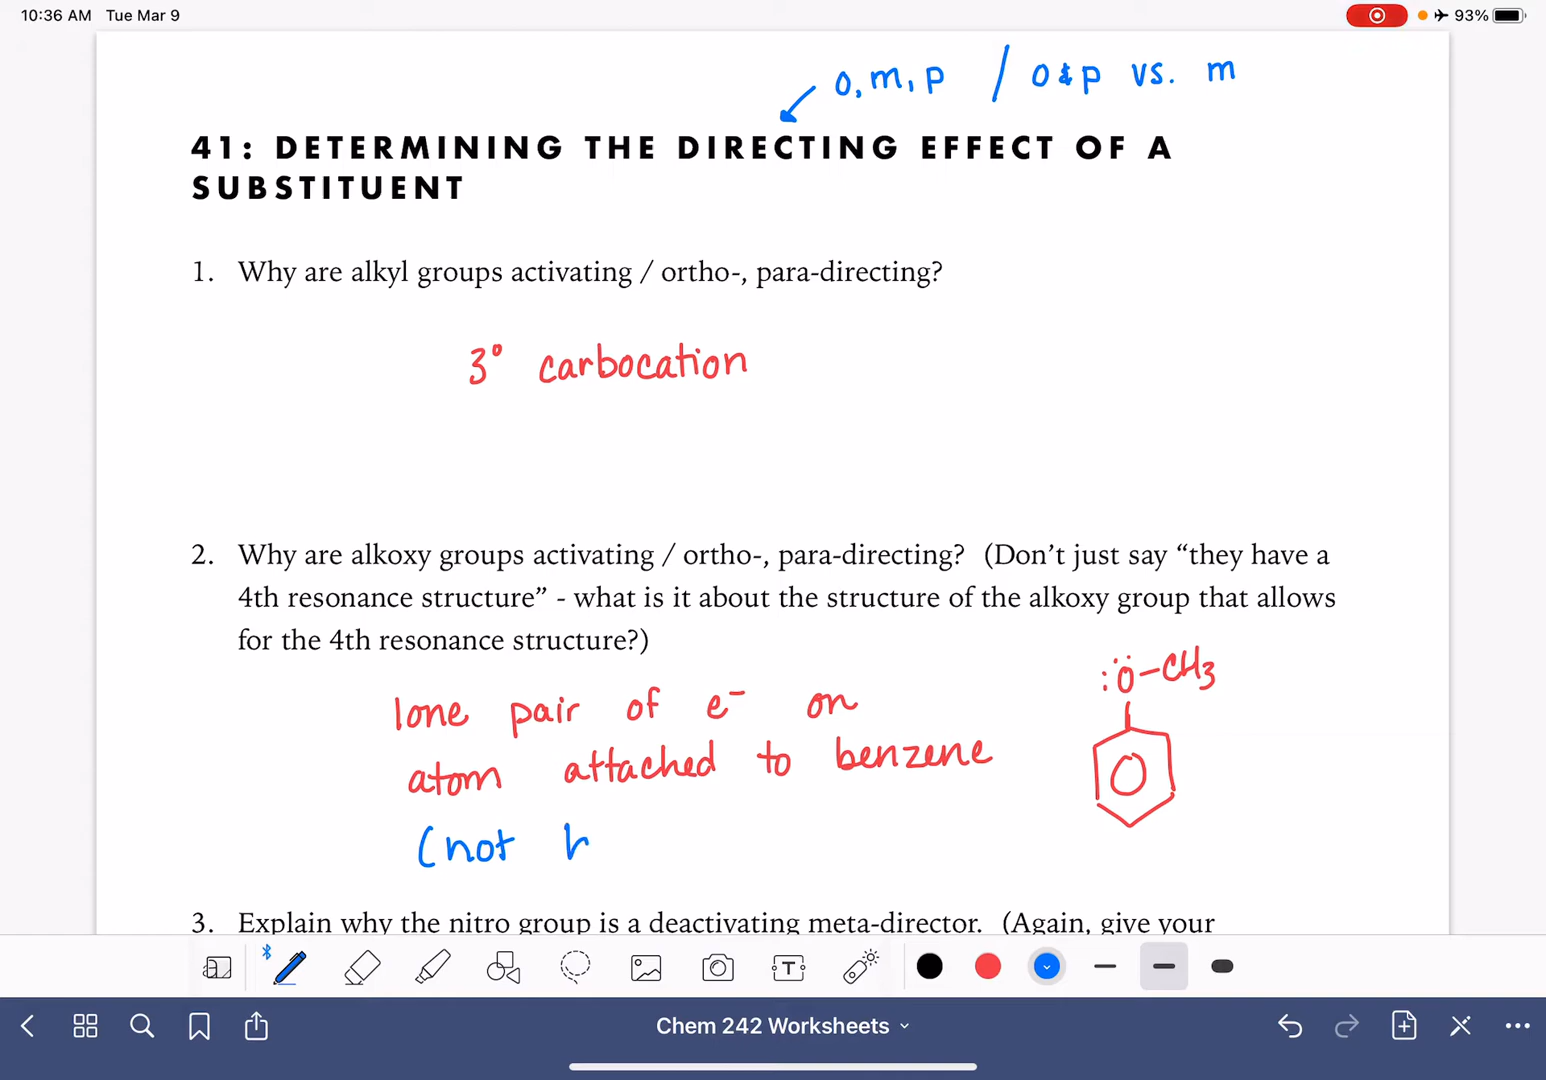 10:36 AM Tue Mar 9
93%
o, m, p / o & p vs. m
41: DETERMINING THE DIRECTING EFFECT OF A
SUBSTITUENT
1. Why are alkyl groups activating / ortho-, para-directing?
3° carbocation
2. Why are alkoxy groups activating / ortho-, para-directing? (Don’t just say “they have a
4th resonance structure” - what is it about the structure of the alkoxy group that allows
for the 4th resonance structure?)
:Ö-CH3
lone pair of e⁻ on
atom attached to benzene
(not
3. Explain why the nitro group is a deactivating meta-director. (Again, give your
Chem 242 Worksheets